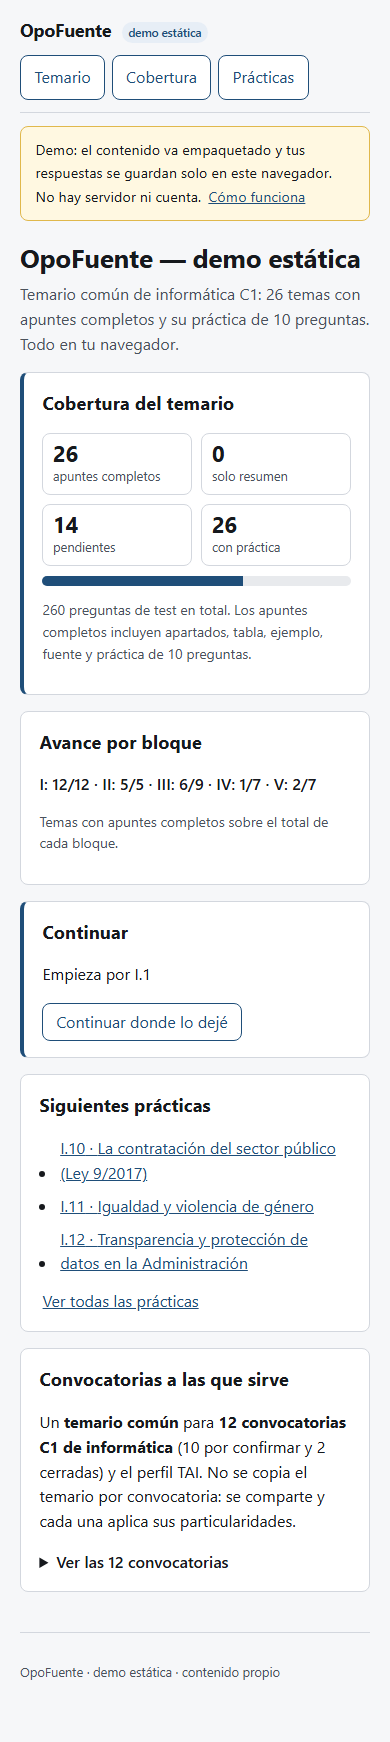 OpoFuente demo estática
Temario Cobertura Prácticas
Demo: el contenido va empaquetado y tus
respuestas se guardan solo en este navegador.
No hay servidor ni cuenta. Cómo funciona
OpoFuente — demo estática
Temario común de informática C1: 26 temas con
apuntes completos y su práctica de 10 preguntas.
Todo en tu navegador.
Cobertura del temario
26
apuntes completos
0
solo resumen
14
pendientes
26
con práctica
260 preguntas de test en total. Los apuntes
completos incluyen apartados, tabla, ejemplo,
fuente y práctica de 10 preguntas.
Avance por bloque
I: 12/12 · II: 5/5 · III: 6/9 · IV: 1/7 · V: 2/7
Temas con apuntes completos sobre el total de
cada bloque.
Continuar
Empieza por I.1
Continuar donde lo dejé
Siguientes prácticas
I.10 · La contratación del sector público
(Ley 9/2017)
I.11 · Igualdad y violencia de género
I.12 · Transparencia y protección de
datos en la Administración
Ver todas las prácticas
Convocatorias a las que sirve
Un temario común para 12 convocatorias
C1 de informática (10 por confirmar y 2
cerradas) y el perfil TAI. No se copia el
temario por convocatoria: se comparte y
cada una aplica sus particularidades.
Ver las 12 convocatorias
OpoFuente · demo estática · contenido propio